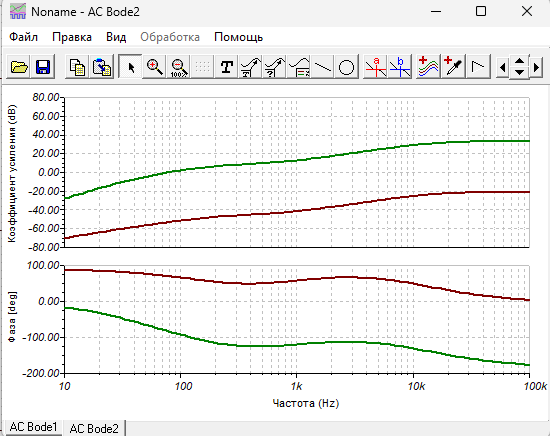 Noname - AC Bode2
Файл Правка Вид Обработка Помощь
T 100% ? a b
80.00
60.00
40.00
20.00
0.00
-20.00
-40.00
-60.00
-80.00
Коэффициент усиления (dB)
100.00
0.00
-100.00
-200.00
Фаза [deg]
10 100 1k 10k 100k
Частота (Hz)
AC Bode1 AC Bode2